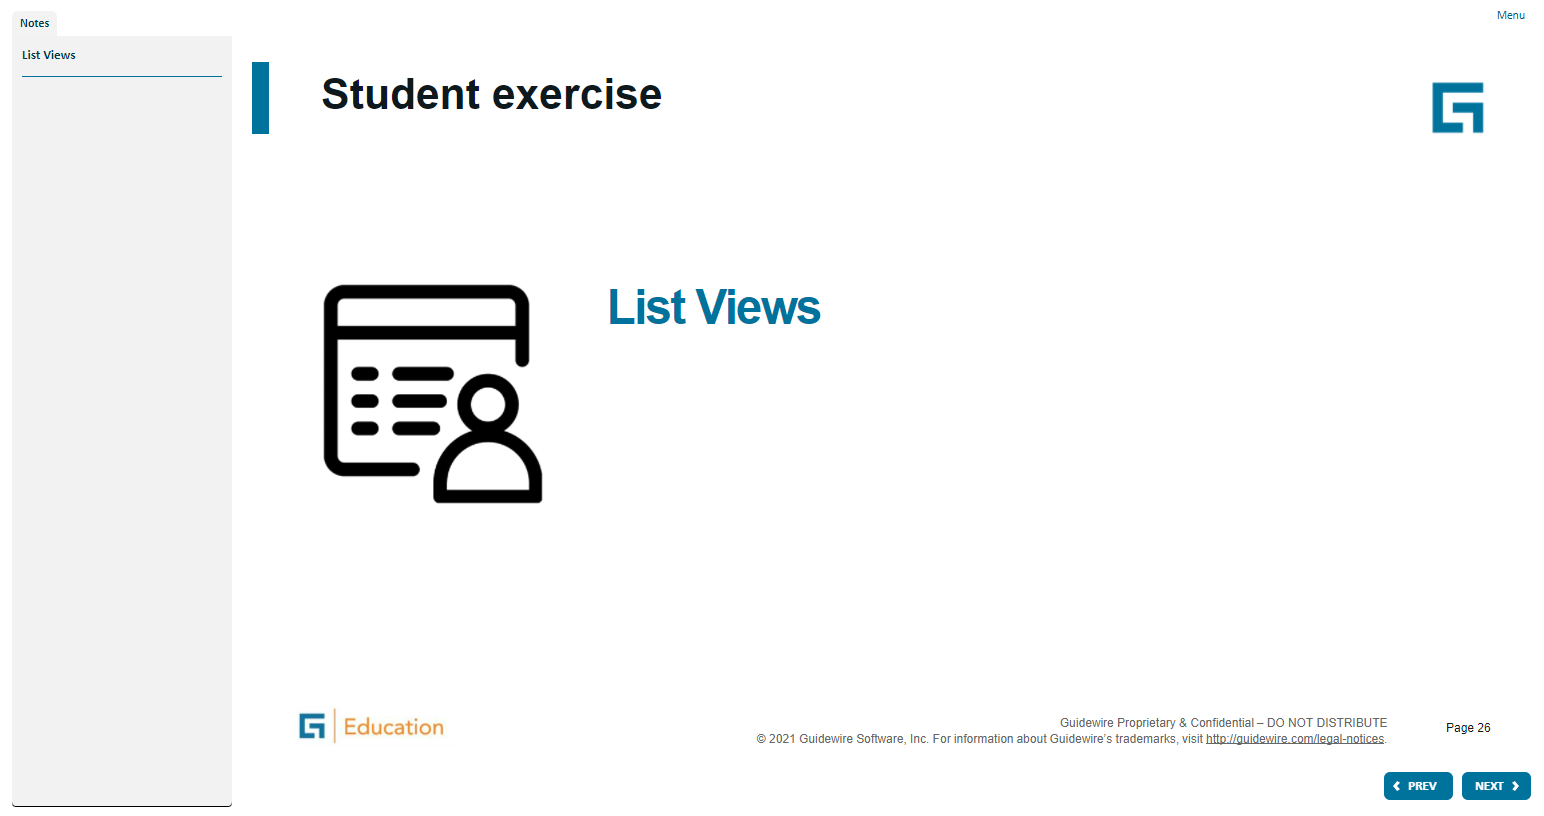 Notes
Menu
List Views
Student exercise
List Views
Education
Guidewire Proprietary & Confidential – DO NOT DISTRIBUTE
© 2021 Guidewire Software, Inc. For information about Guidewire's trademarks, visit http://guidewire.com/legal-notices.
Page 26
PREV
NEXT